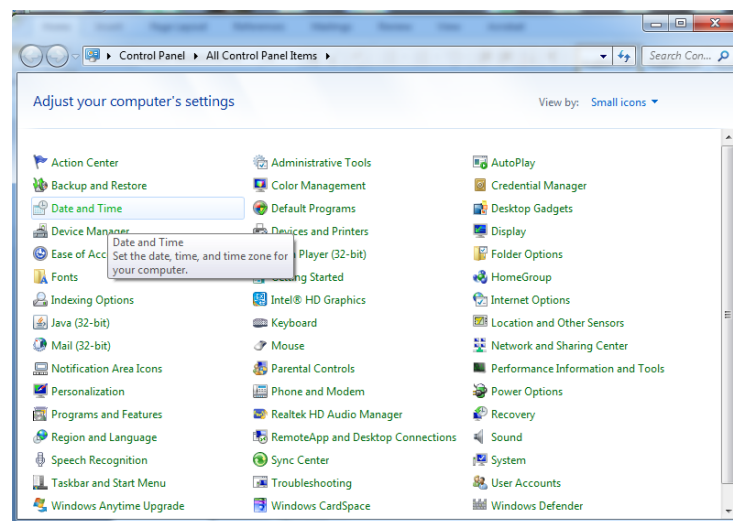 Control Panel ▸ All Control Panel Items ▸
Search Con...
Adjust your computer's settings
View by: Small icons
Action Center
Administrative Tools
AutoPlay
Backup and Restore
Color Management
Credential Manager
Date and Time
Default Programs
Desktop Gadgets
Device Manager
Devices and Printers
Display
Date and Time
Set the date, time, and time zone for
your computer.
Ease of Acc
Player (32-bit)
Folder Options
Fonts
Getting Started
HomeGroup
Indexing Options
Intel® HD Graphics
Internet Options
Java (32-bit)
Keyboard
Location and Other Sensors
Mail (32-bit)
Mouse
Network and Sharing Center
Notification Area Icons
Parental Controls
Performance Information and Tools
Personalization
Phone and Modem
Power Options
Programs and Features
Realtek HD Audio Manager
Recovery
Region and Language
RemoteApp and Desktop Connections
Sound
Speech Recognition
Sync Center
System
Taskbar and Start Menu
Troubleshooting
User Accounts
Windows Anytime Upgrade
Windows CardSpace
Windows Defender